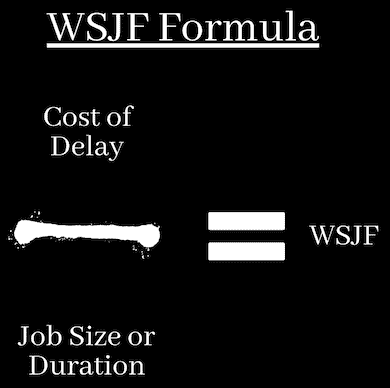 WSJF Formula
Cost of
Delay
WSJF
Job Size or
Duration